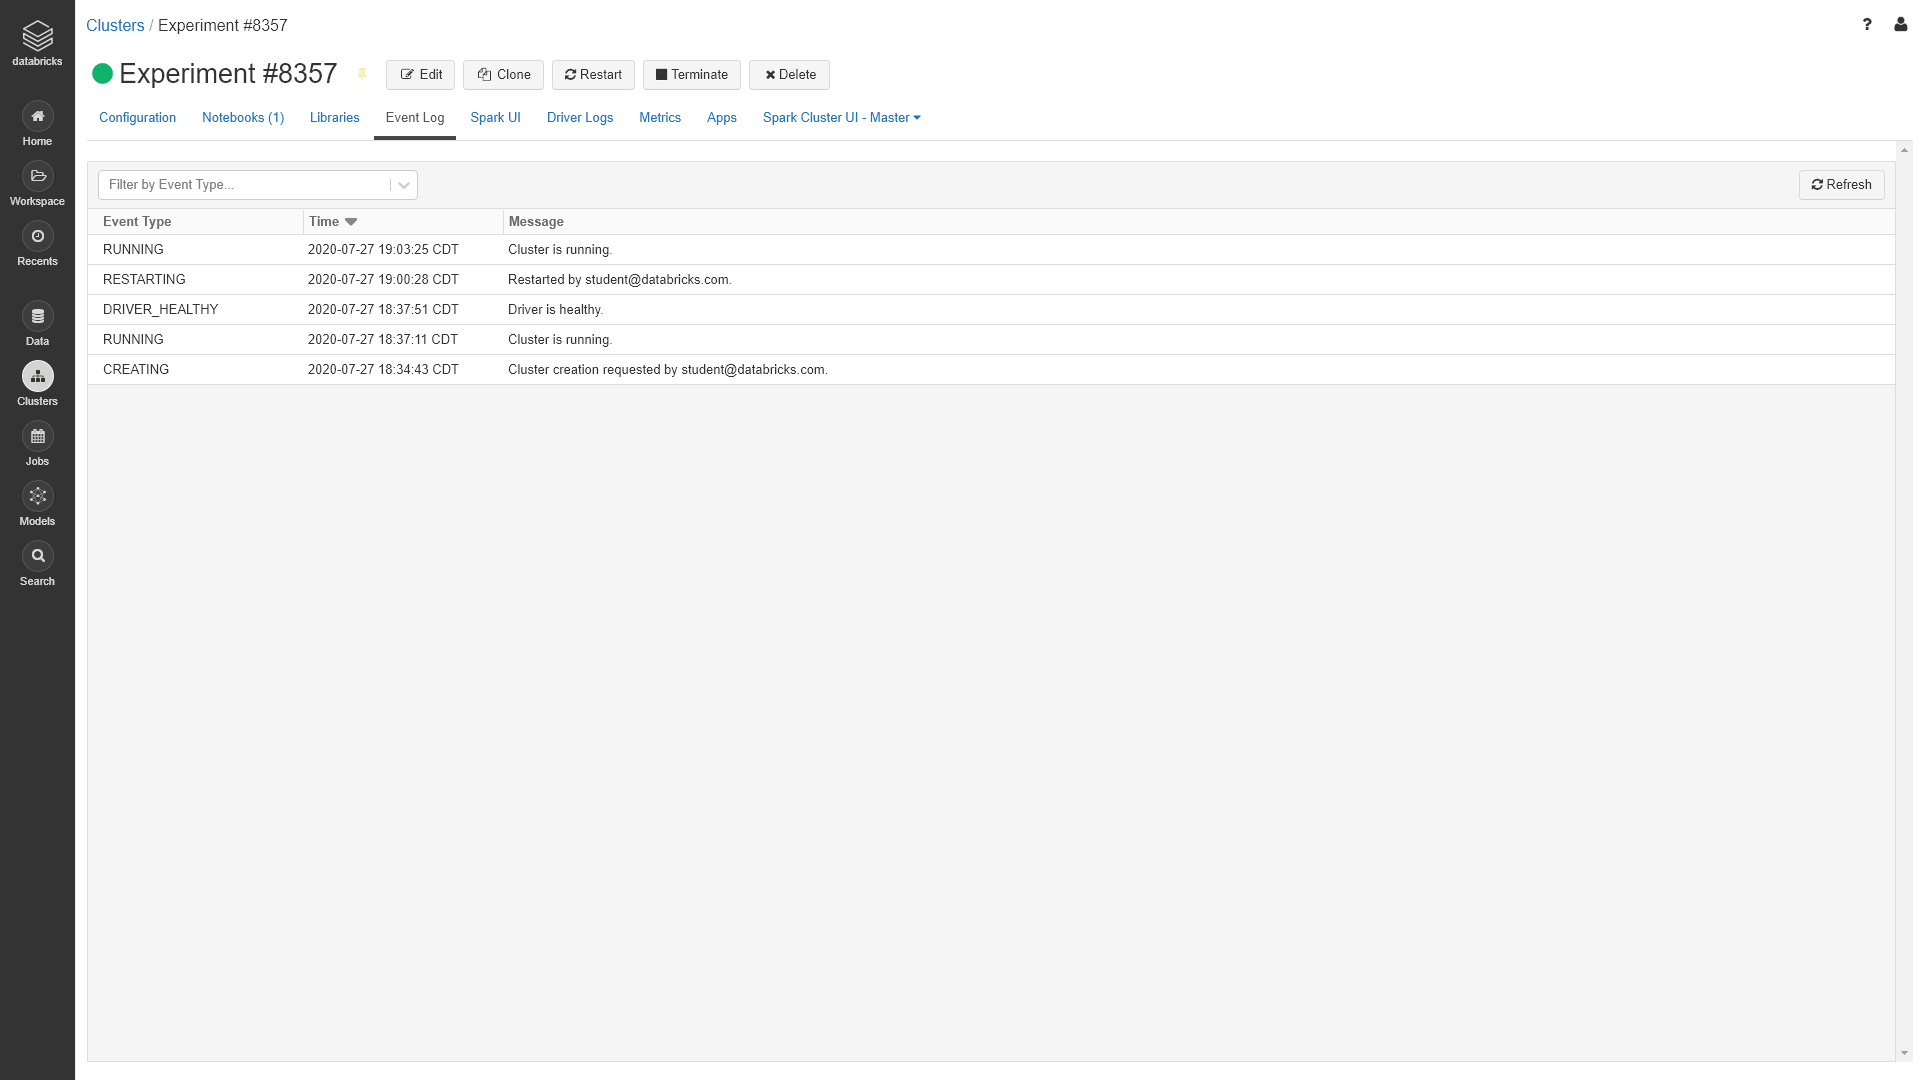 databricks
Home
Workspace
Recents
Data
Clusters
Jobs
Models
Search
Clusters / Experiment #8357
?
Experiment #8357
Edit
Clone
Restart
Terminate
Delete
Configuration
Notebooks (1)
Libraries
Event Log
Spark UI
Driver Logs
Metrics
Apps
Spark Cluster UI - Master
Filter by Event Type...
Refresh
Event Type Time Message
RUNNING 2020-07-27 19:03:25 CDT Cluster is running.
RESTARTING 2020-07-27 19:00:28 CDT Restarted by student@databricks.com.
DRIVER_HEALTHY 2020-07-27 18:37:51 CDT Driver is healthy.
RUNNING 2020-07-27 18:37:11 CDT Cluster is running.
CREATING 2020-07-27 18:34:43 CDT Cluster creation requested by student@databricks.com.